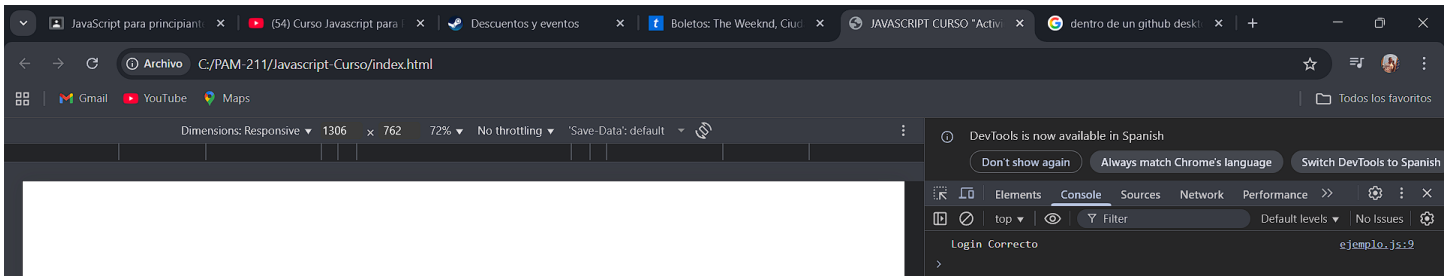 JavaScript para principiante
(54) Curso Javascript para
Descuentos y eventos
Boletos: The Weeknd, Ciud
JAVASCRIPT CURSO "Activi
dentro de un github deskt
Archivo
C:/PAM-211/Javascript-Curso/index.html
Gmail
YouTube
Maps
Todos los favoritos
Dimensions: Responsive
1306 x 762
72%
No throttling
'Save-Data': default
DevTools is now available in Spanish
Don't show again
Always match Chrome's language
Switch DevTools to Spanish
Elements
Console
Sources
Network
Performance
top
Filter
Default levels
No Issues
Login Correcto
ejemplo.js:9